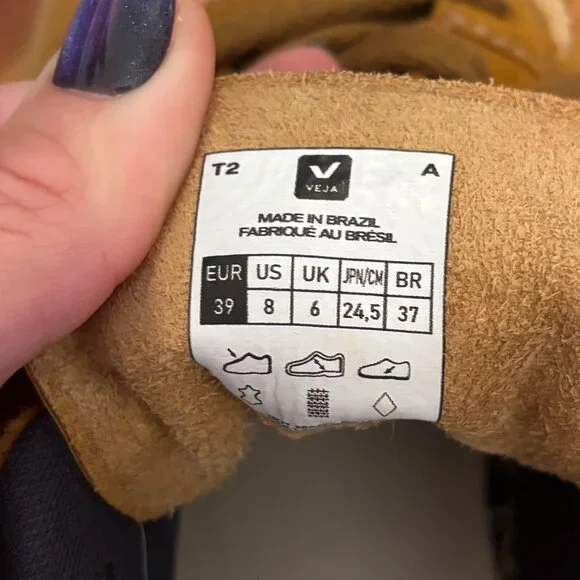 T2 V A
VEJA
MADE IN BRAZIL
FABRIQUÉ AU BRÉSIL
EUR US UK JPN/CM BR
39 8 6 24,5 37